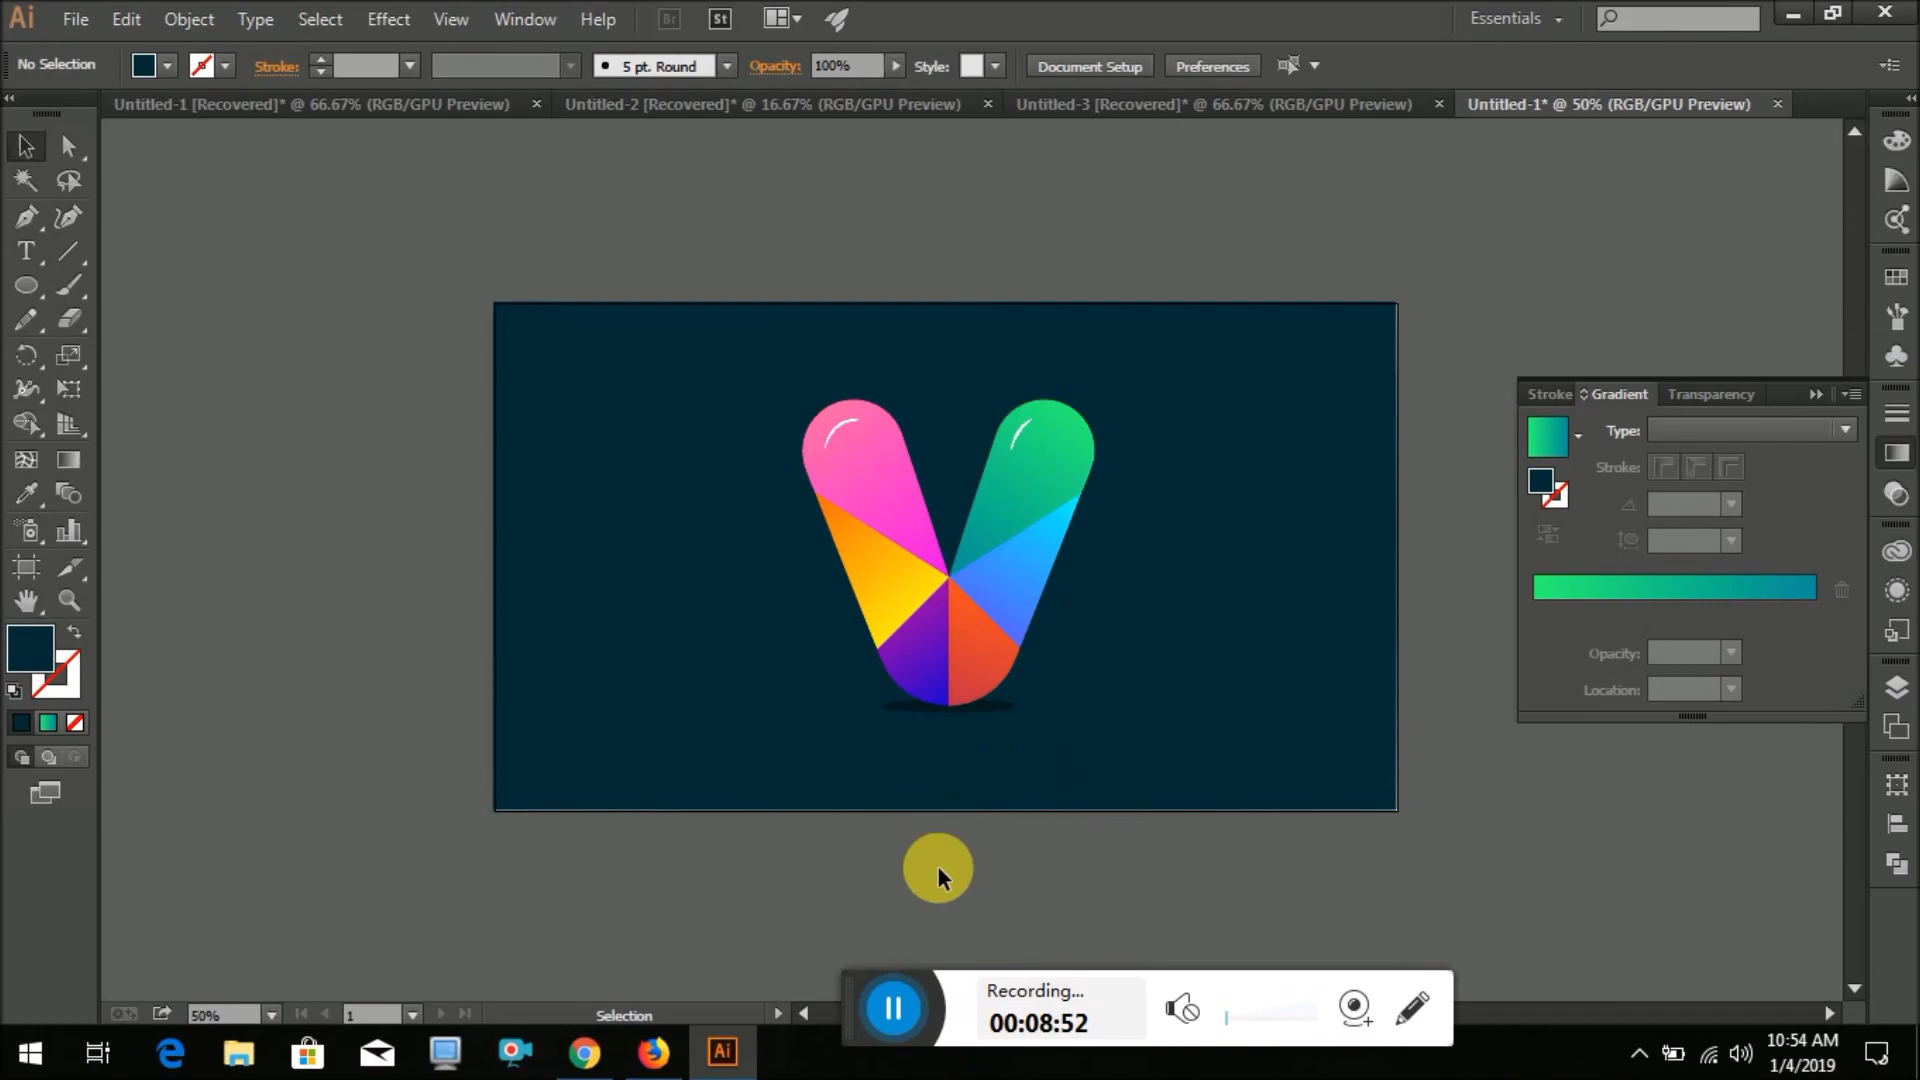 Ai File Edit Object Type Select Effect View Window Help Br St Essentials
No Selection Stroke: 5 pt. Round Opacity: 100% Style: Document Setup Preferences
Untitled-1 [Recovered]* @ 66.67% (RGB/GPU Preview) Untitled-2 [Recovered]* @ 16.67% (RGB/GPU Preview) Untitled-3 [Recovered]* @ 66.67% (RGB/GPU Preview) Untitled-1* @ 50% (RGB/GPU Preview)
Stroke Gradient Transparency
Type:
Stroke:
Opacity:
Location:
50% 1 Selection
Recording...
00:08:52
Ai
10:54 AM
1/4/2019